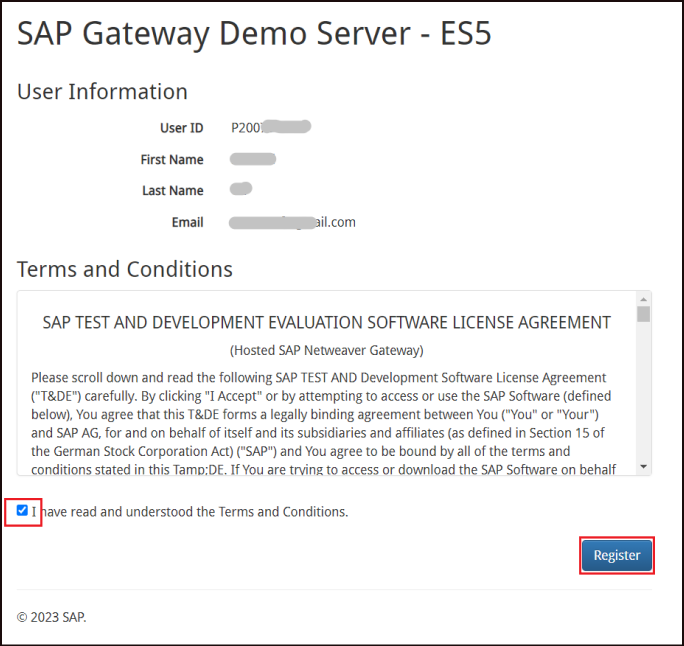 SAP Gateway Demo Server - ES5
User Information
User ID P200
First Name
Last Name
Email ail.com
Terms and Conditions
SAP TEST AND DEVELOPMENT EVALUATION SOFTWARE LICENSE AGREEMENT
(Hosted SAP Netweaver Gateway)
Please scroll down and read the following SAP TEST AND Development Software License Agreement
("T&DE") carefully. By clicking "I Accept" or by attempting to access or use the SAP Software (defined
below), You agree that this T&DE forms a legally binding agreement between You ("You" or "Your")
and SAP AG, for and on behalf of itself and its subsidiaries and affiliates (as defined in Section 15 of
the German Stock Corporation Act) ("SAP") and You agree to be bound by all of the terms and
conditions stated in this Tamp;DE. If You are trying to access or download the SAP Software on behalf
I have read and understood the Terms and Conditions.
Register
© 2023 SAP.